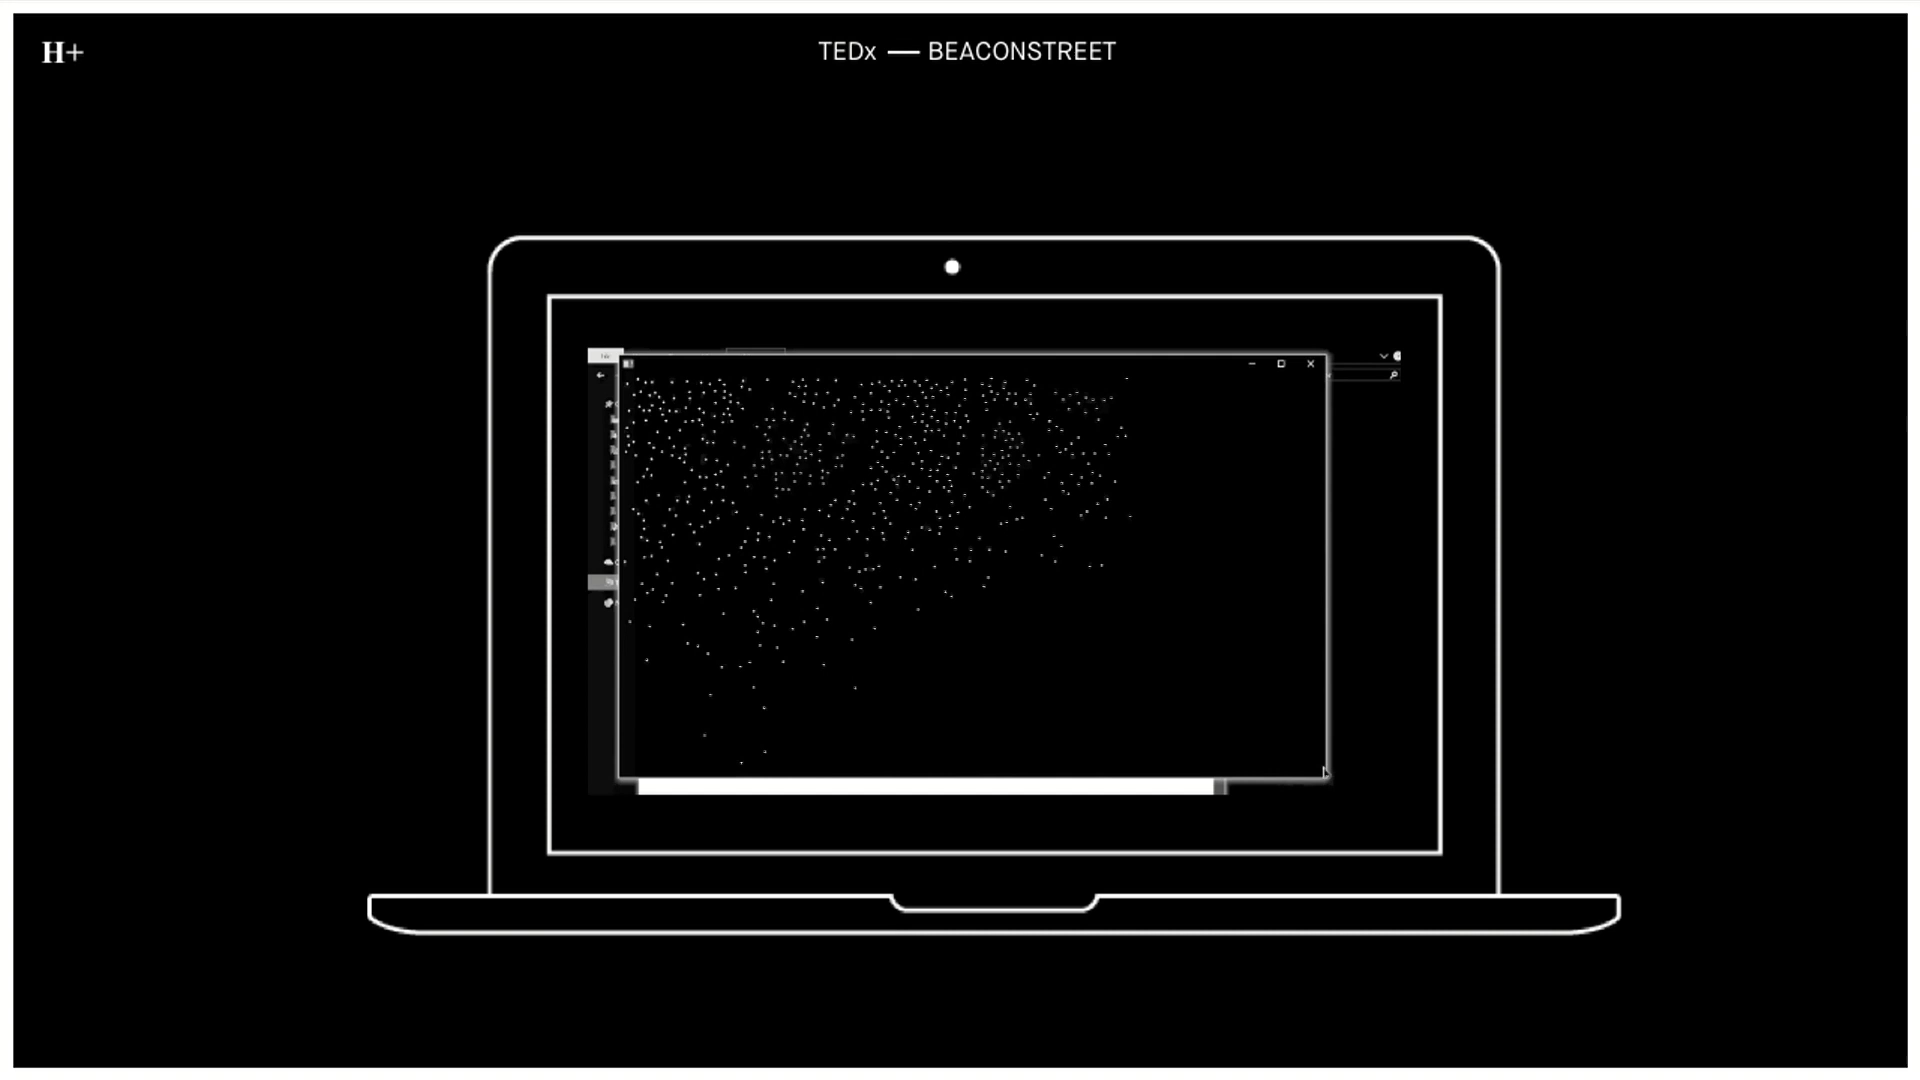 H+
TEDx — BEACONSTREET